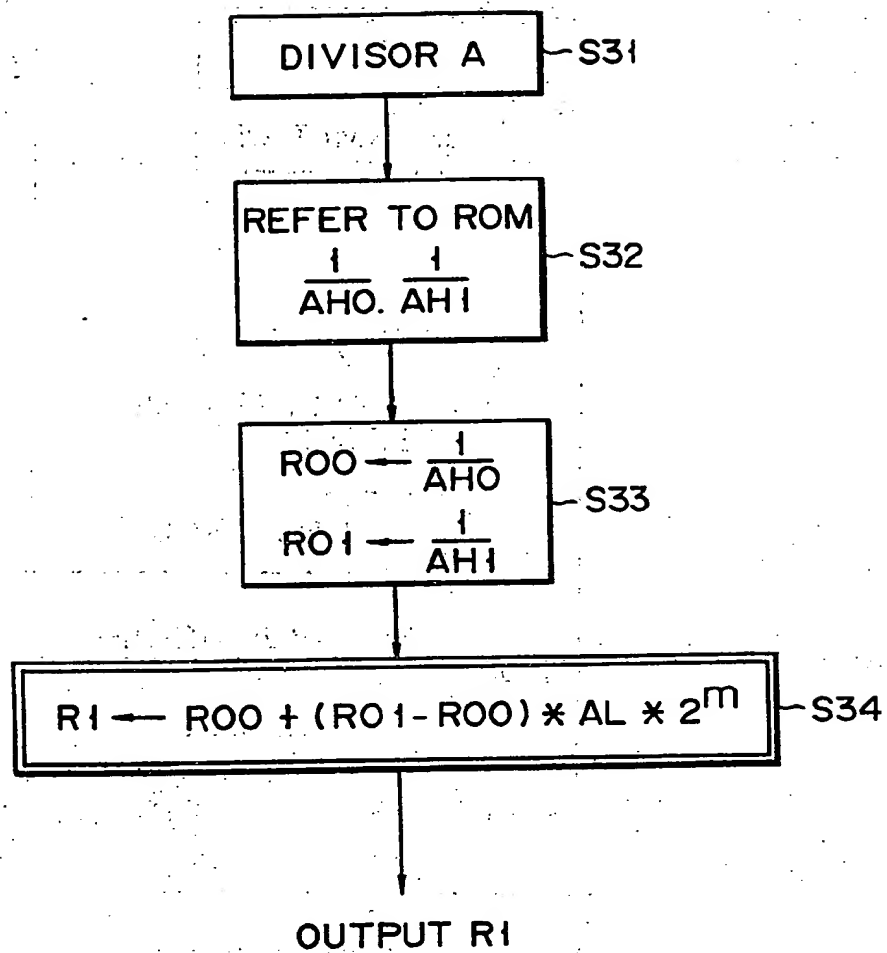 DIVISOR A S31
REFER TO ROM
1/AH0. 1/AH1 S32
R00 ← 1/AH0
R01 ← 1/AH1 S33
R1 ← R00 + (R01 - R00) * AL * 2^m S34
OUTPUT R1